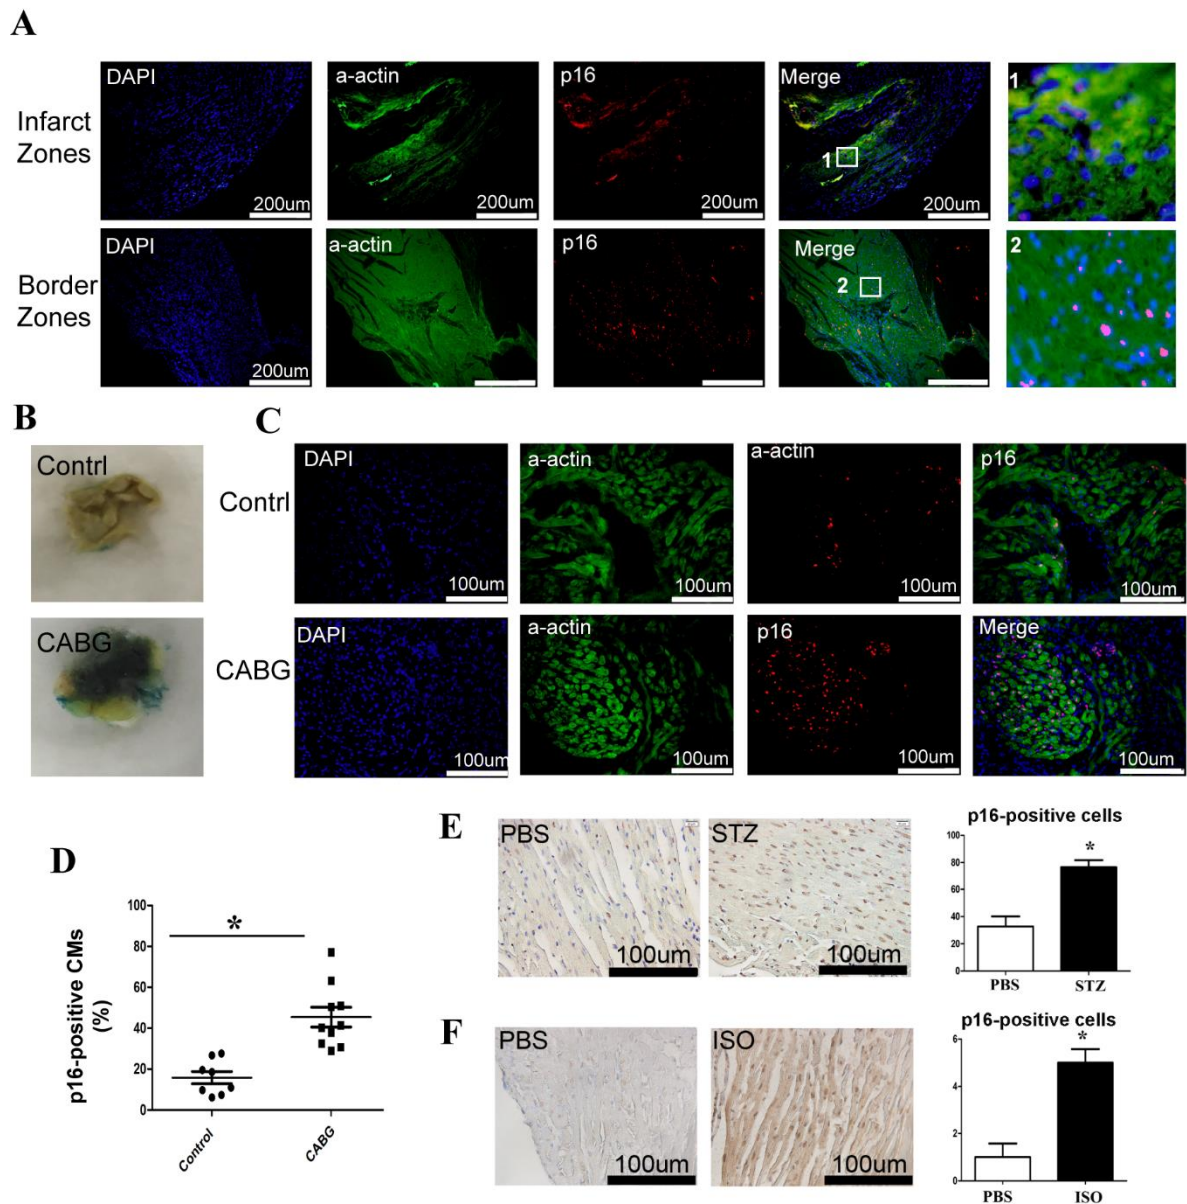 A
Infarct
Zones
DAPI
200um
a-actin
200um
p16
200um
Merge
1
200um
1
Border
Zones
DAPI
200um
a-actin
p16
Merge
2
2
B
Contrl
CABG
C
Contrl
DAPI
100um
a-actin
100um
a-actin
100um
p16
100um
CABG
DAPI
100um
a-actin
100um
p16
100um
Merge
100um
D
p16-positive CMs
(%)
100
80
60
40
20
0
*
Control
CABG
E
PBS
100um
STZ
100um
p16-positive cells
100
80
60
40
20
0
*
PBS
STZ
F
PBS
100um
ISO
100um
p16-positive cells
6
4
2
0
*
PBS
ISO